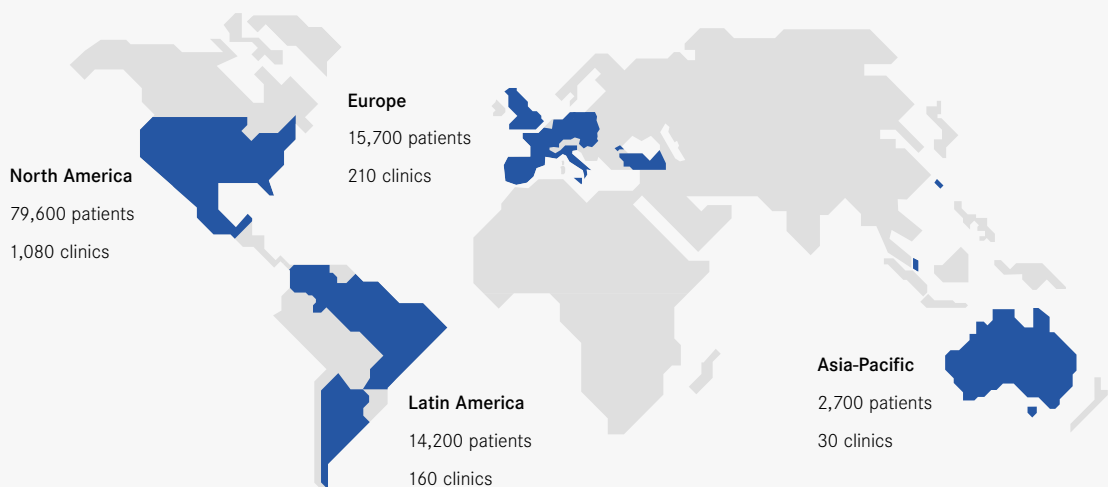 Europe
15,700 patients
210 clinics
North America
79,600 patients
1,080 clinics
Asia-Pacific
2,700 patients
30 clinics
Latin America
14,200 patients
160 clinics